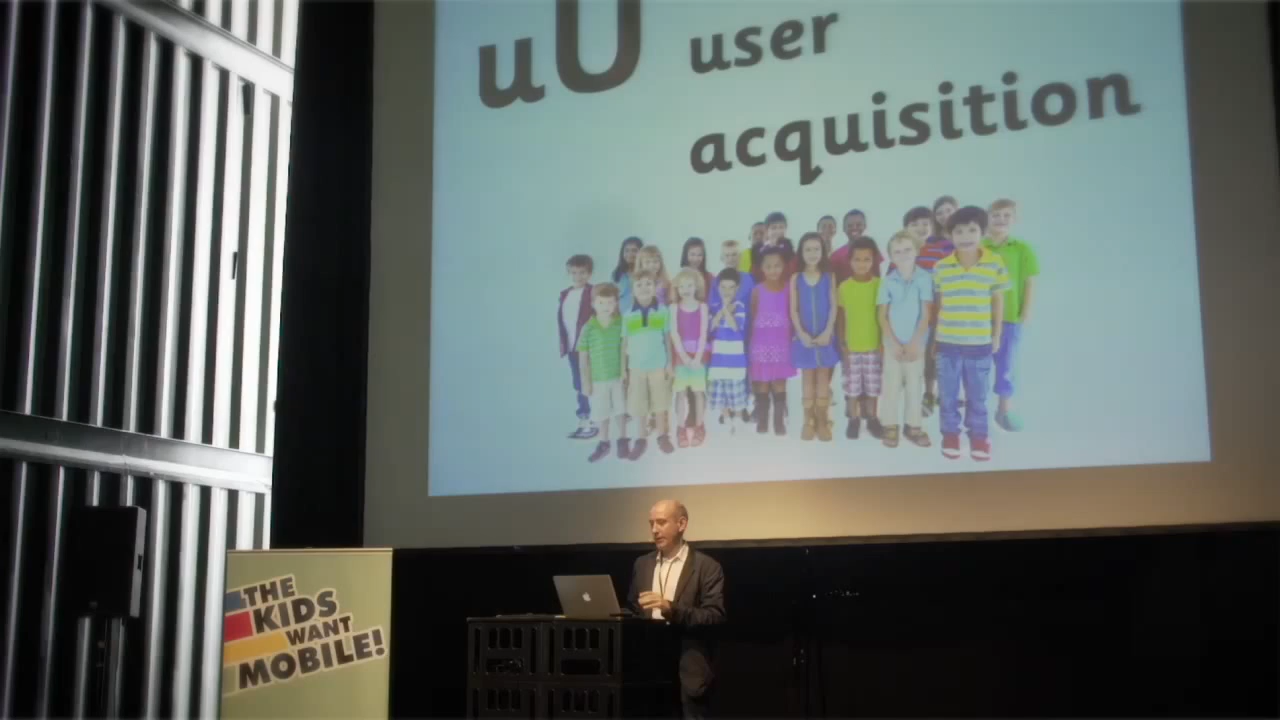 uU user
acquisition
THE
KIDS
WANT
MOBILE!